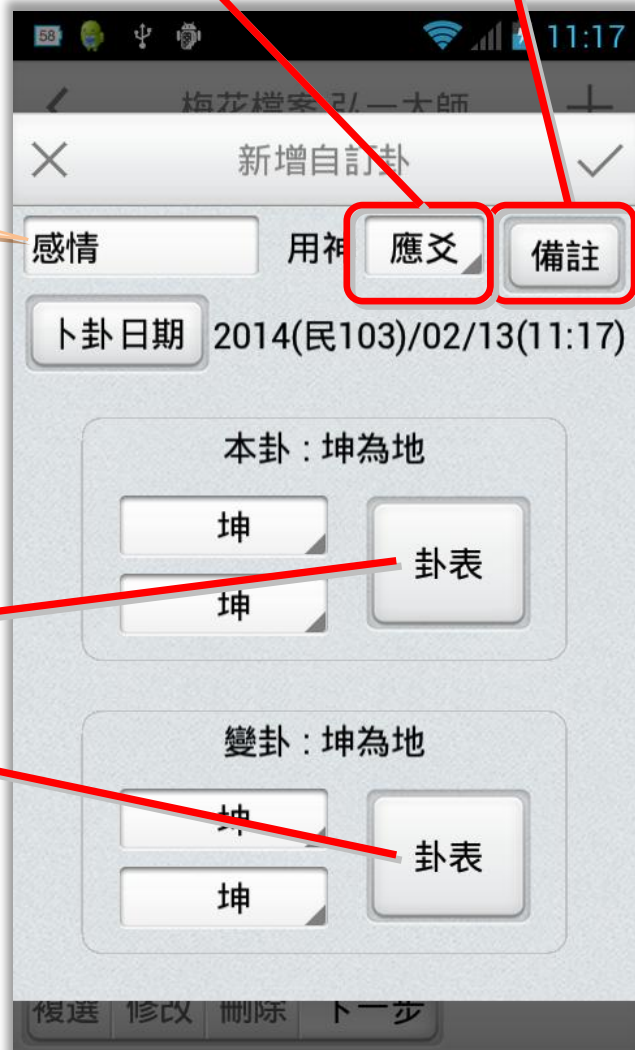 58 11:17
梅花檔案 弘一大師
新增自訂卦
感情 用神 應爻 備註
卜卦日期 2014(民103)/02/13(11:17)
本卦 : 坤為地
坤
卦表
坤
變卦 : 坤為地
坤
卦表
坤
複選 修改 刪除 下一步